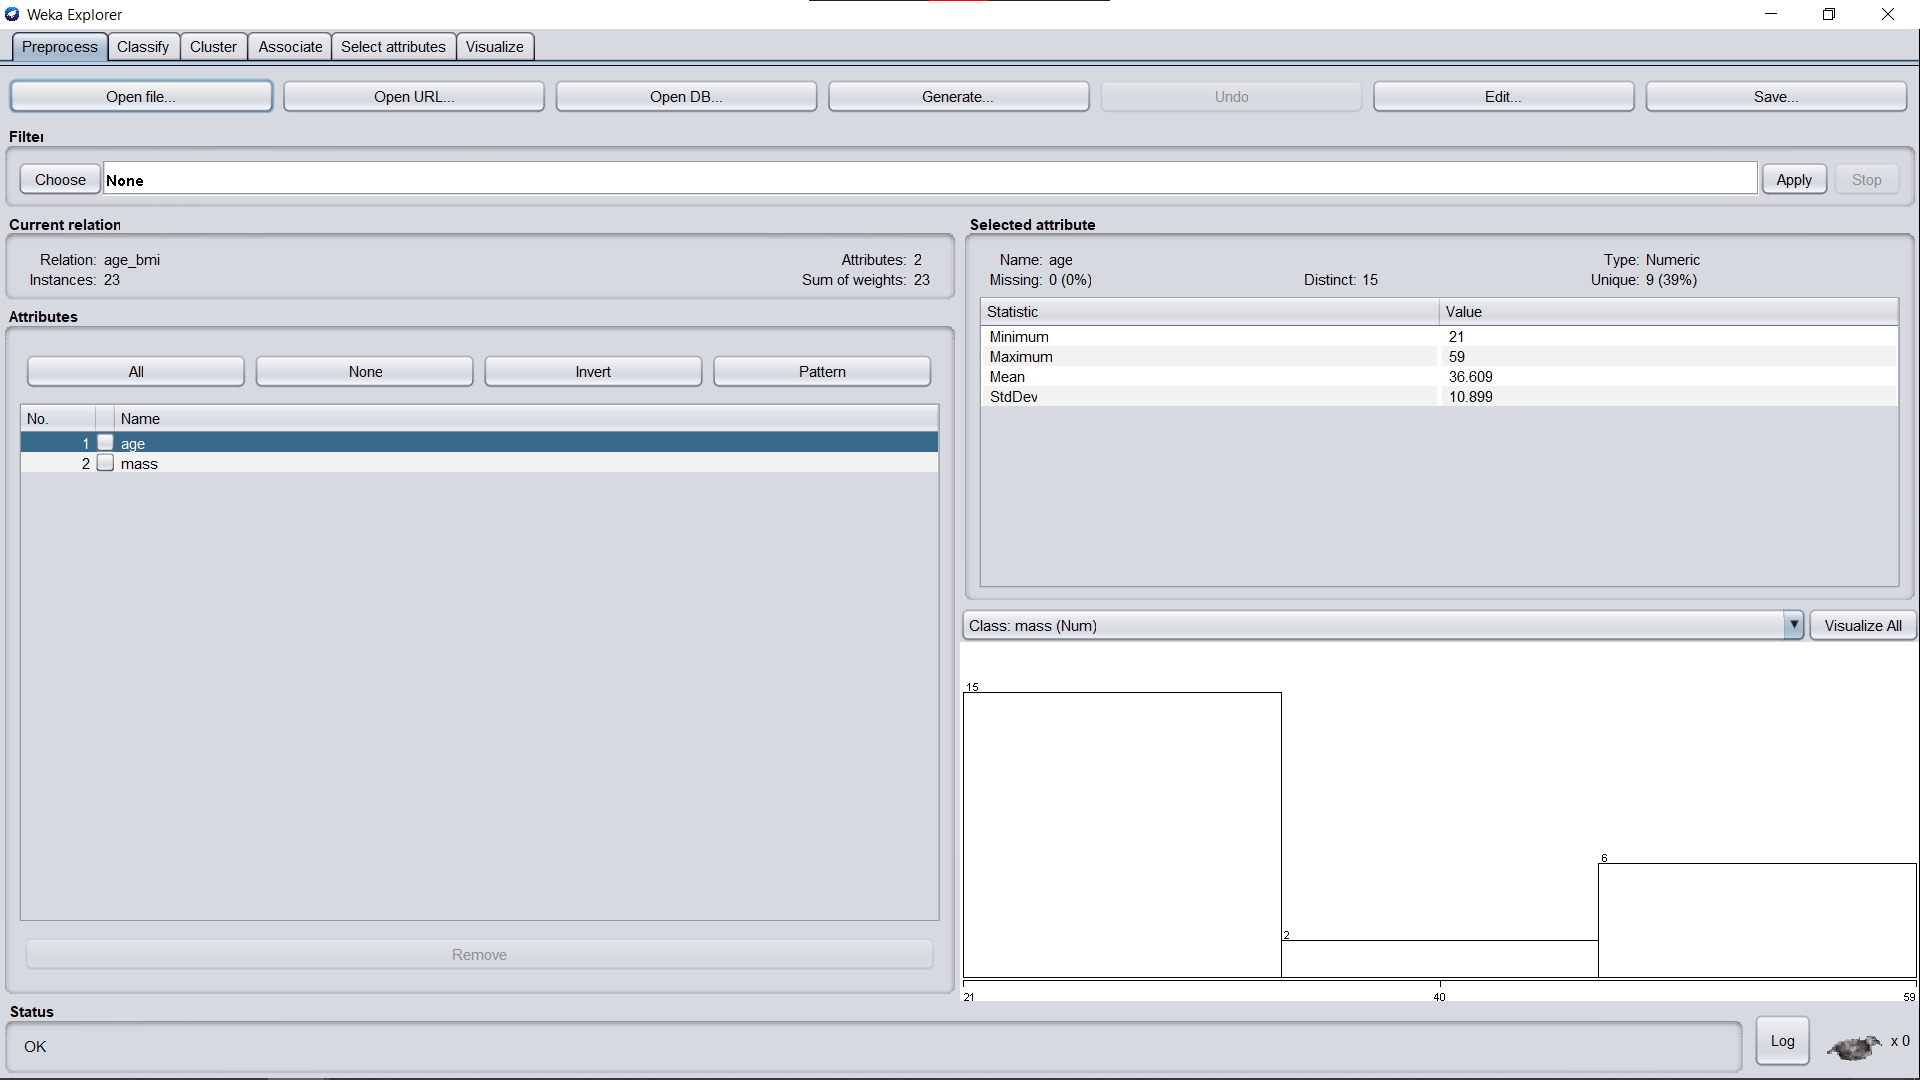 Weka Explorer
Preprocess Classify Cluster Associate Select attributes Visualize
Open file... Open URL... Open DB... Generate... Undo Edit... Save...
Filter
Choose None Apply Stop
Current relation
Relation: age_bmi Attributes: 2
Instances: 23 Sum of weights: 23
Selected attribute
Name: age Type: Numeric
Missing: 0 (0%) Distinct: 15 Unique: 9 (39%)
Statistic Value
Minimum 21
Maximum 59
Mean 36.609
StdDev 10.899
Attributes
All None Invert Pattern
No. Name
1 age
2 mass
Remove
Class: mass (Num) Visualize All
15
6
2
21 40 59
Status
OK
Log x 0